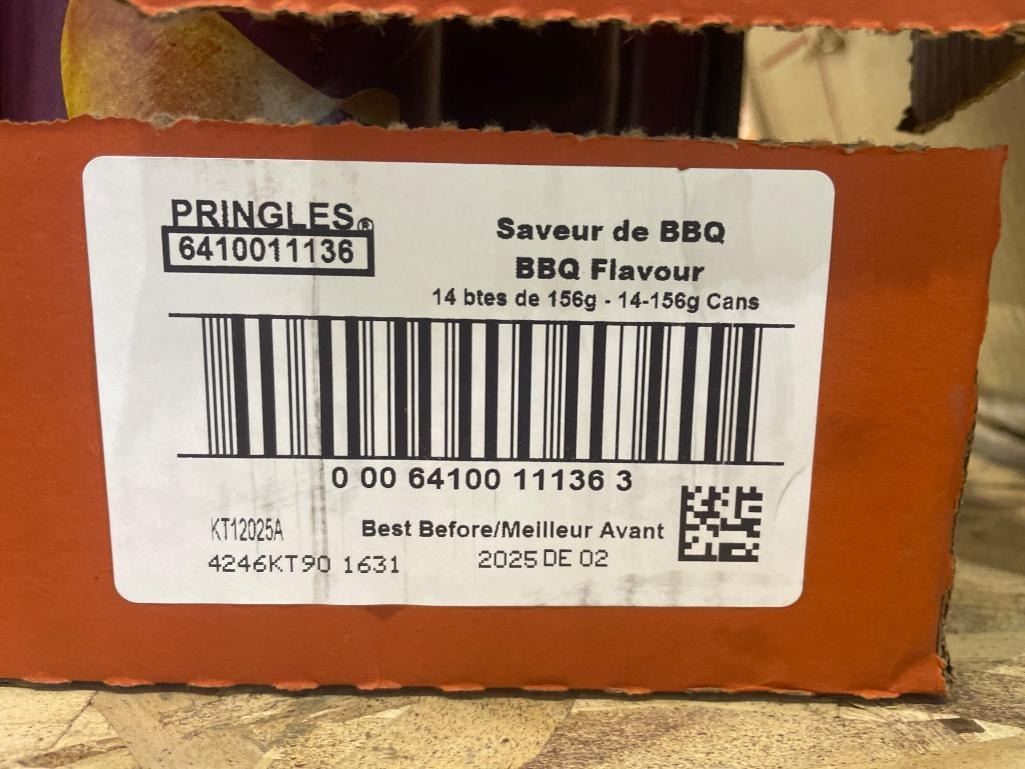 PRINGLES®
6410011136
Saveur de BBQ
BBQ Flavour
14 btes de 156g - 14-156g Cans
0 00 64100 11136 3
KT12025A
Best Before/Meilleur Avant
4246KT90 1631
2025 DE 02